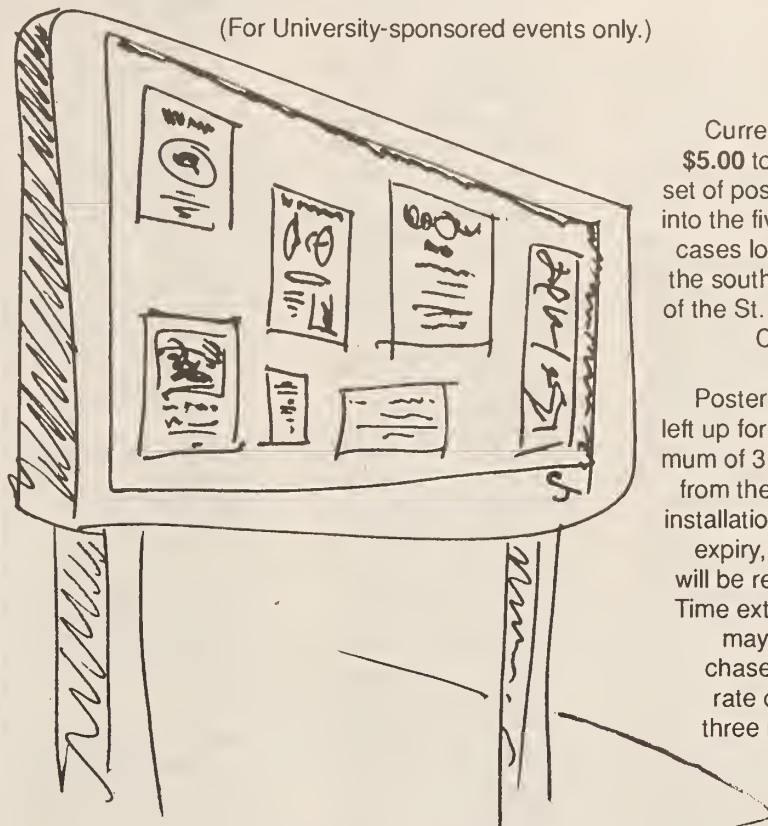 (For University-sponsored events only.)
Curre
$5.00 to
set of pos
into the fiv
cases lo
the south
of the St.
C
Poster
left up for
mum of 3
from the
installatio
expiry,
will be re
Time ext
may
chase
rate
three